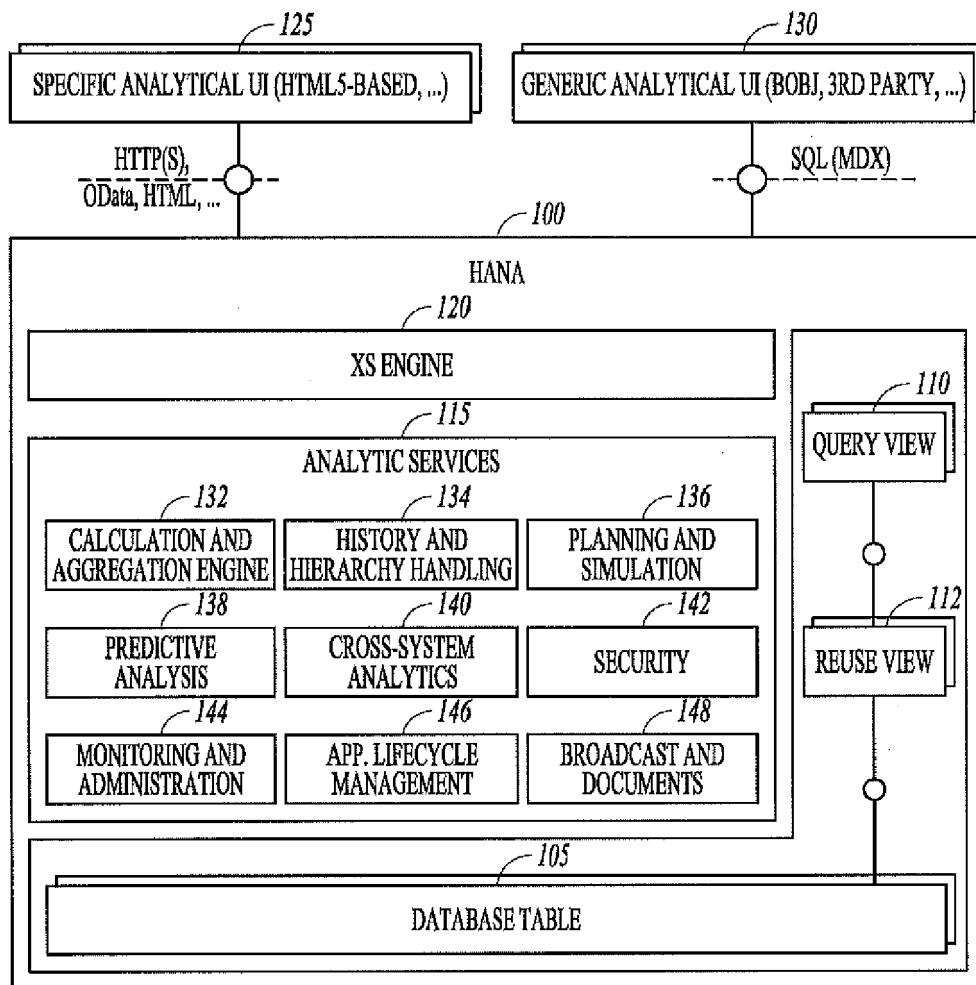 125
130
SPECIFIC ANALYTICAL UI (HTML5-BASED, ...)
GENERIC ANALYTICAL UI (BOBJ, 3RD PARTY, ...)
HTTP(S),
OData, HTML, ...
SQL (MDX)
100
HANA
120
XS ENGINE
115
ANALYTIC SERVICES
132
CALCULATION AND
AGGREGATION ENGINE
134
HISTORY AND
HIERARCHY HANDLING
136
PLANNING AND
SIMULATION
138
PREDICTIVE
ANALYSIS
140
CROSS-SYSTEM
ANALYTICS
142
SECURITY
144
MONITORING AND
ADMINISTRATION
146
APP. LIFECYCLE
MANAGEMENT
148
BROADCAST AND
DOCUMENTS
110
QUERY VIEW
112
REUSE VIEW
105
DATABASE TABLE